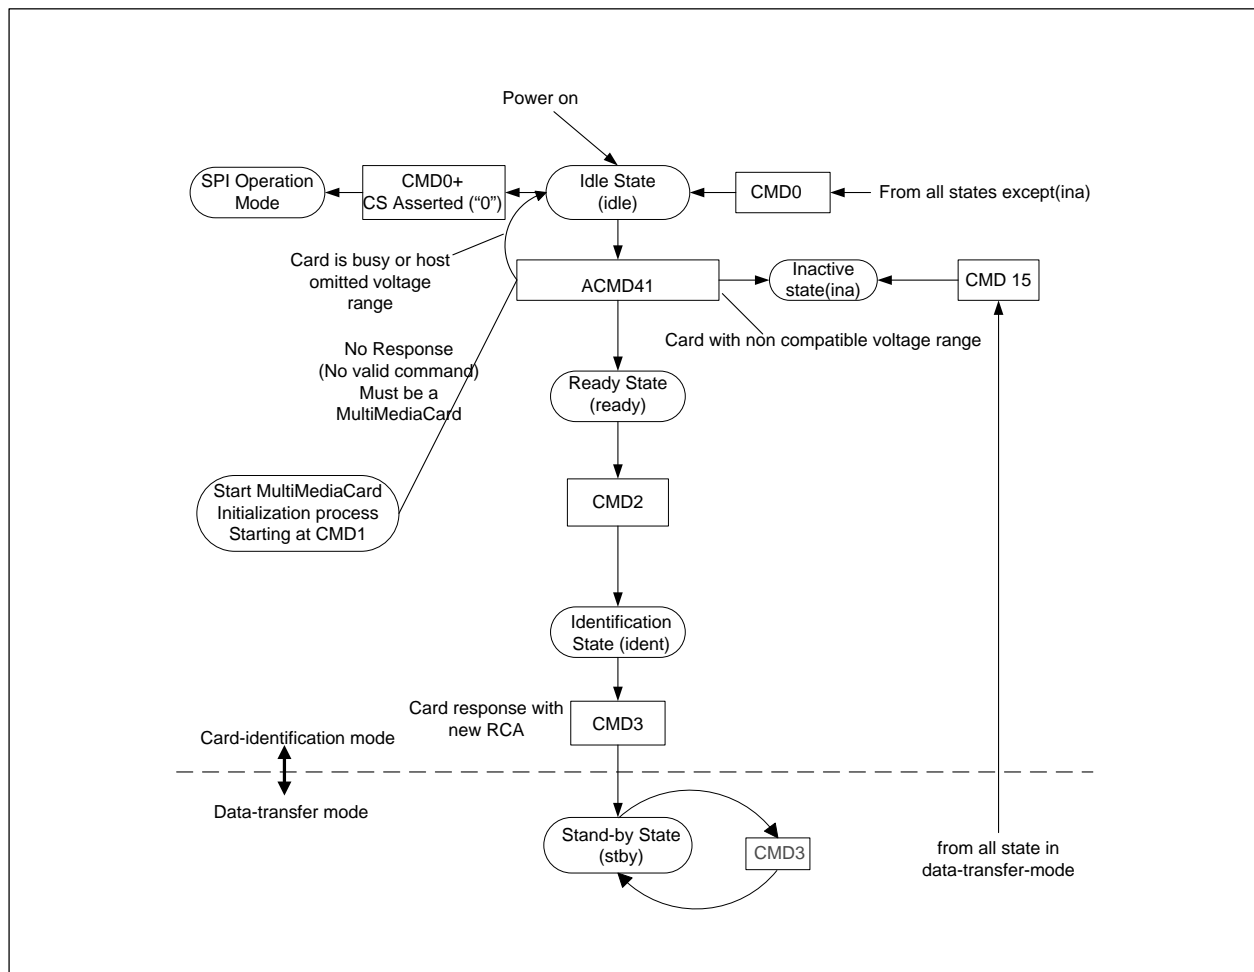 Power on
SPI Operation
Mode
CMD0+
CS Asserted (“0”)
Idle State
(idle)
CMD0
From all states except(ina)
Card is busy or host
omitted voltage
range
ACMD41
Inactive
state(ina)
CMD 15
Card with non compatible voltage range
No Response
(No valid command)
Must be a
MultiMediaCard
Ready State
(ready)
Start MultiMediaCard
Initialization process
Starting at CMD1
CMD2
Identification
State (ident)
Card response with
new RCA
CMD3
Card-identification mode
Data-transfer mode
Stand-by State
(stby)
CMD3
from all state in
data-transfer-mode